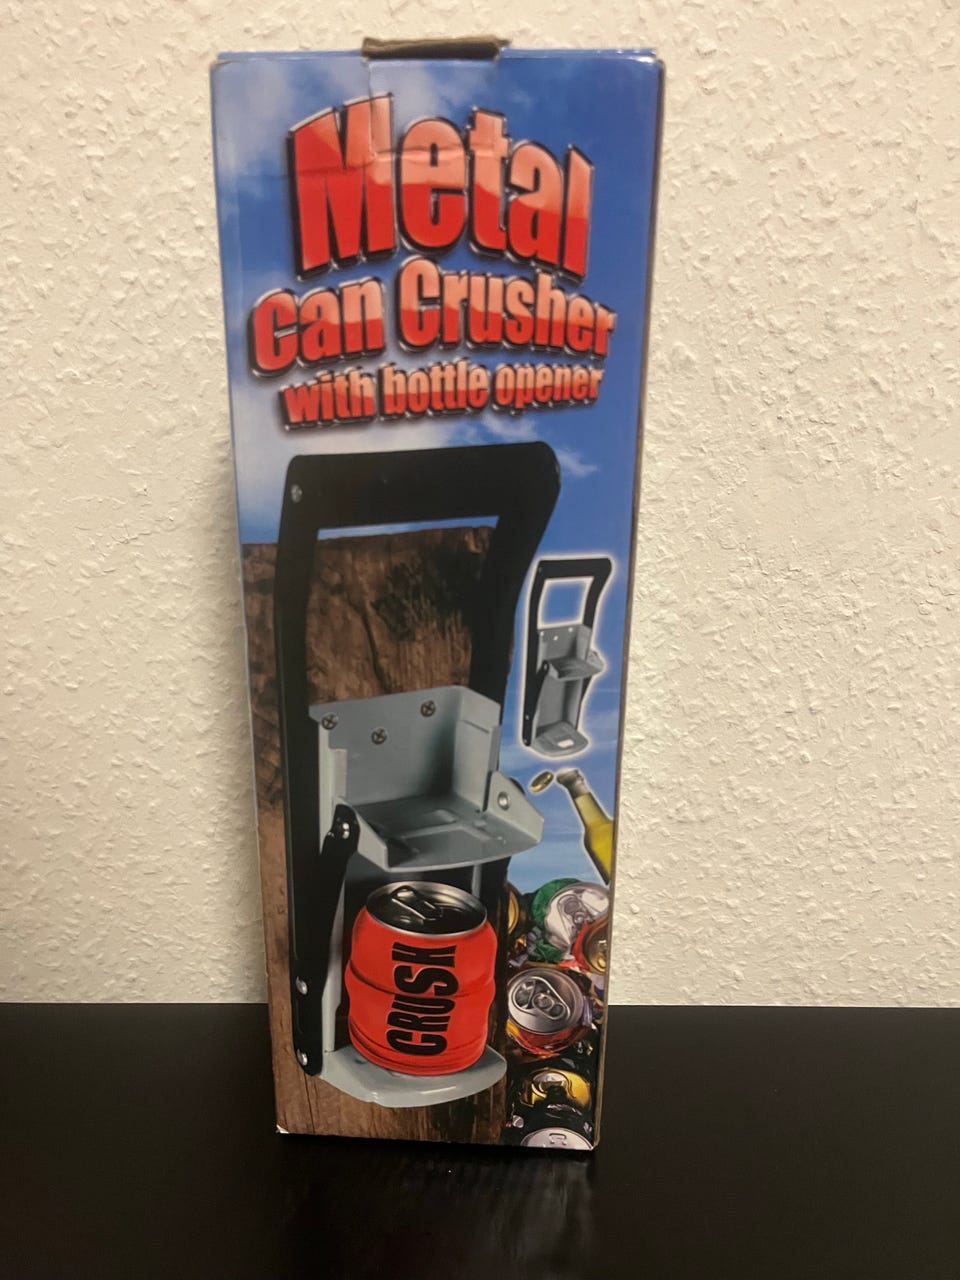 Metal
Can Crusher
with bottle opener
CRUSH